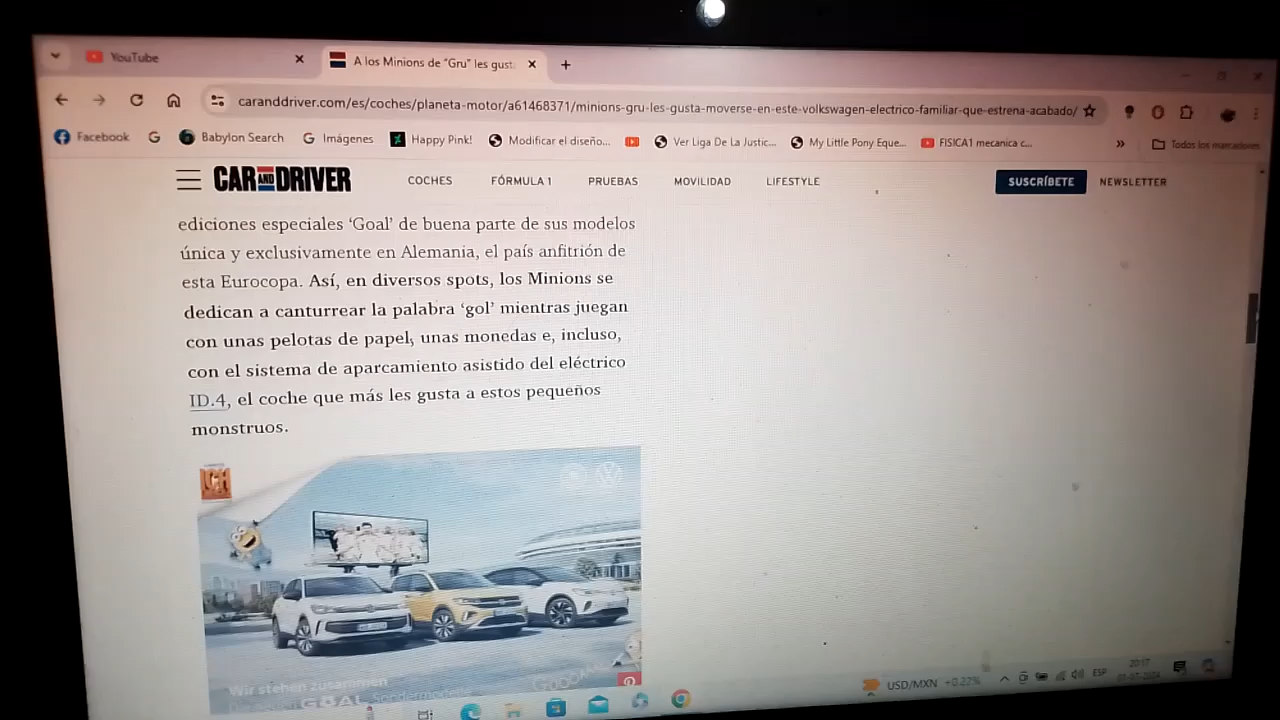 YouTube
A los Minions de "Gru" les gust
caranddriver.com/es/coches/planeta-motor/a61468371/minions-gru-les-gusta-moverse-en-este-volkswagen-electrico-familiar-que-estrena-acabado/
Facebook
Babylon Search
Imágenes
Happy Pink!
Modificar el diseño...
Ver Liga De La Justic...
My Little Pony Eque...
FISICA1 mecanica c...
»
Todos los marcadores
CAR AND DRIVER
COCHES
FÓRMULA 1
PRUEBAS
MOVILIDAD
LIFESTYLE
SUSCRÍBETE
NEWSLETTER
ediciones especiales ‘Goal’ de buena parte de sus modelos
única y exclusivamente en Alemania, el país anfitrión de
esta Eurocopa. Así, en diversos spots, los Minions se
dedican a canturrear la palabra ‘gol’ mientras juegan
con unas pelotas de papel, unas monedas e, incluso,
con el sistema de aparcamiento asistido del eléctrico
ID.4, el coche que más les gusta a estos pequeños
monstruos.
Wir stehen zusammen
GOAL Sondermodelle
USD/MXN +0.22%
ESP
20:17